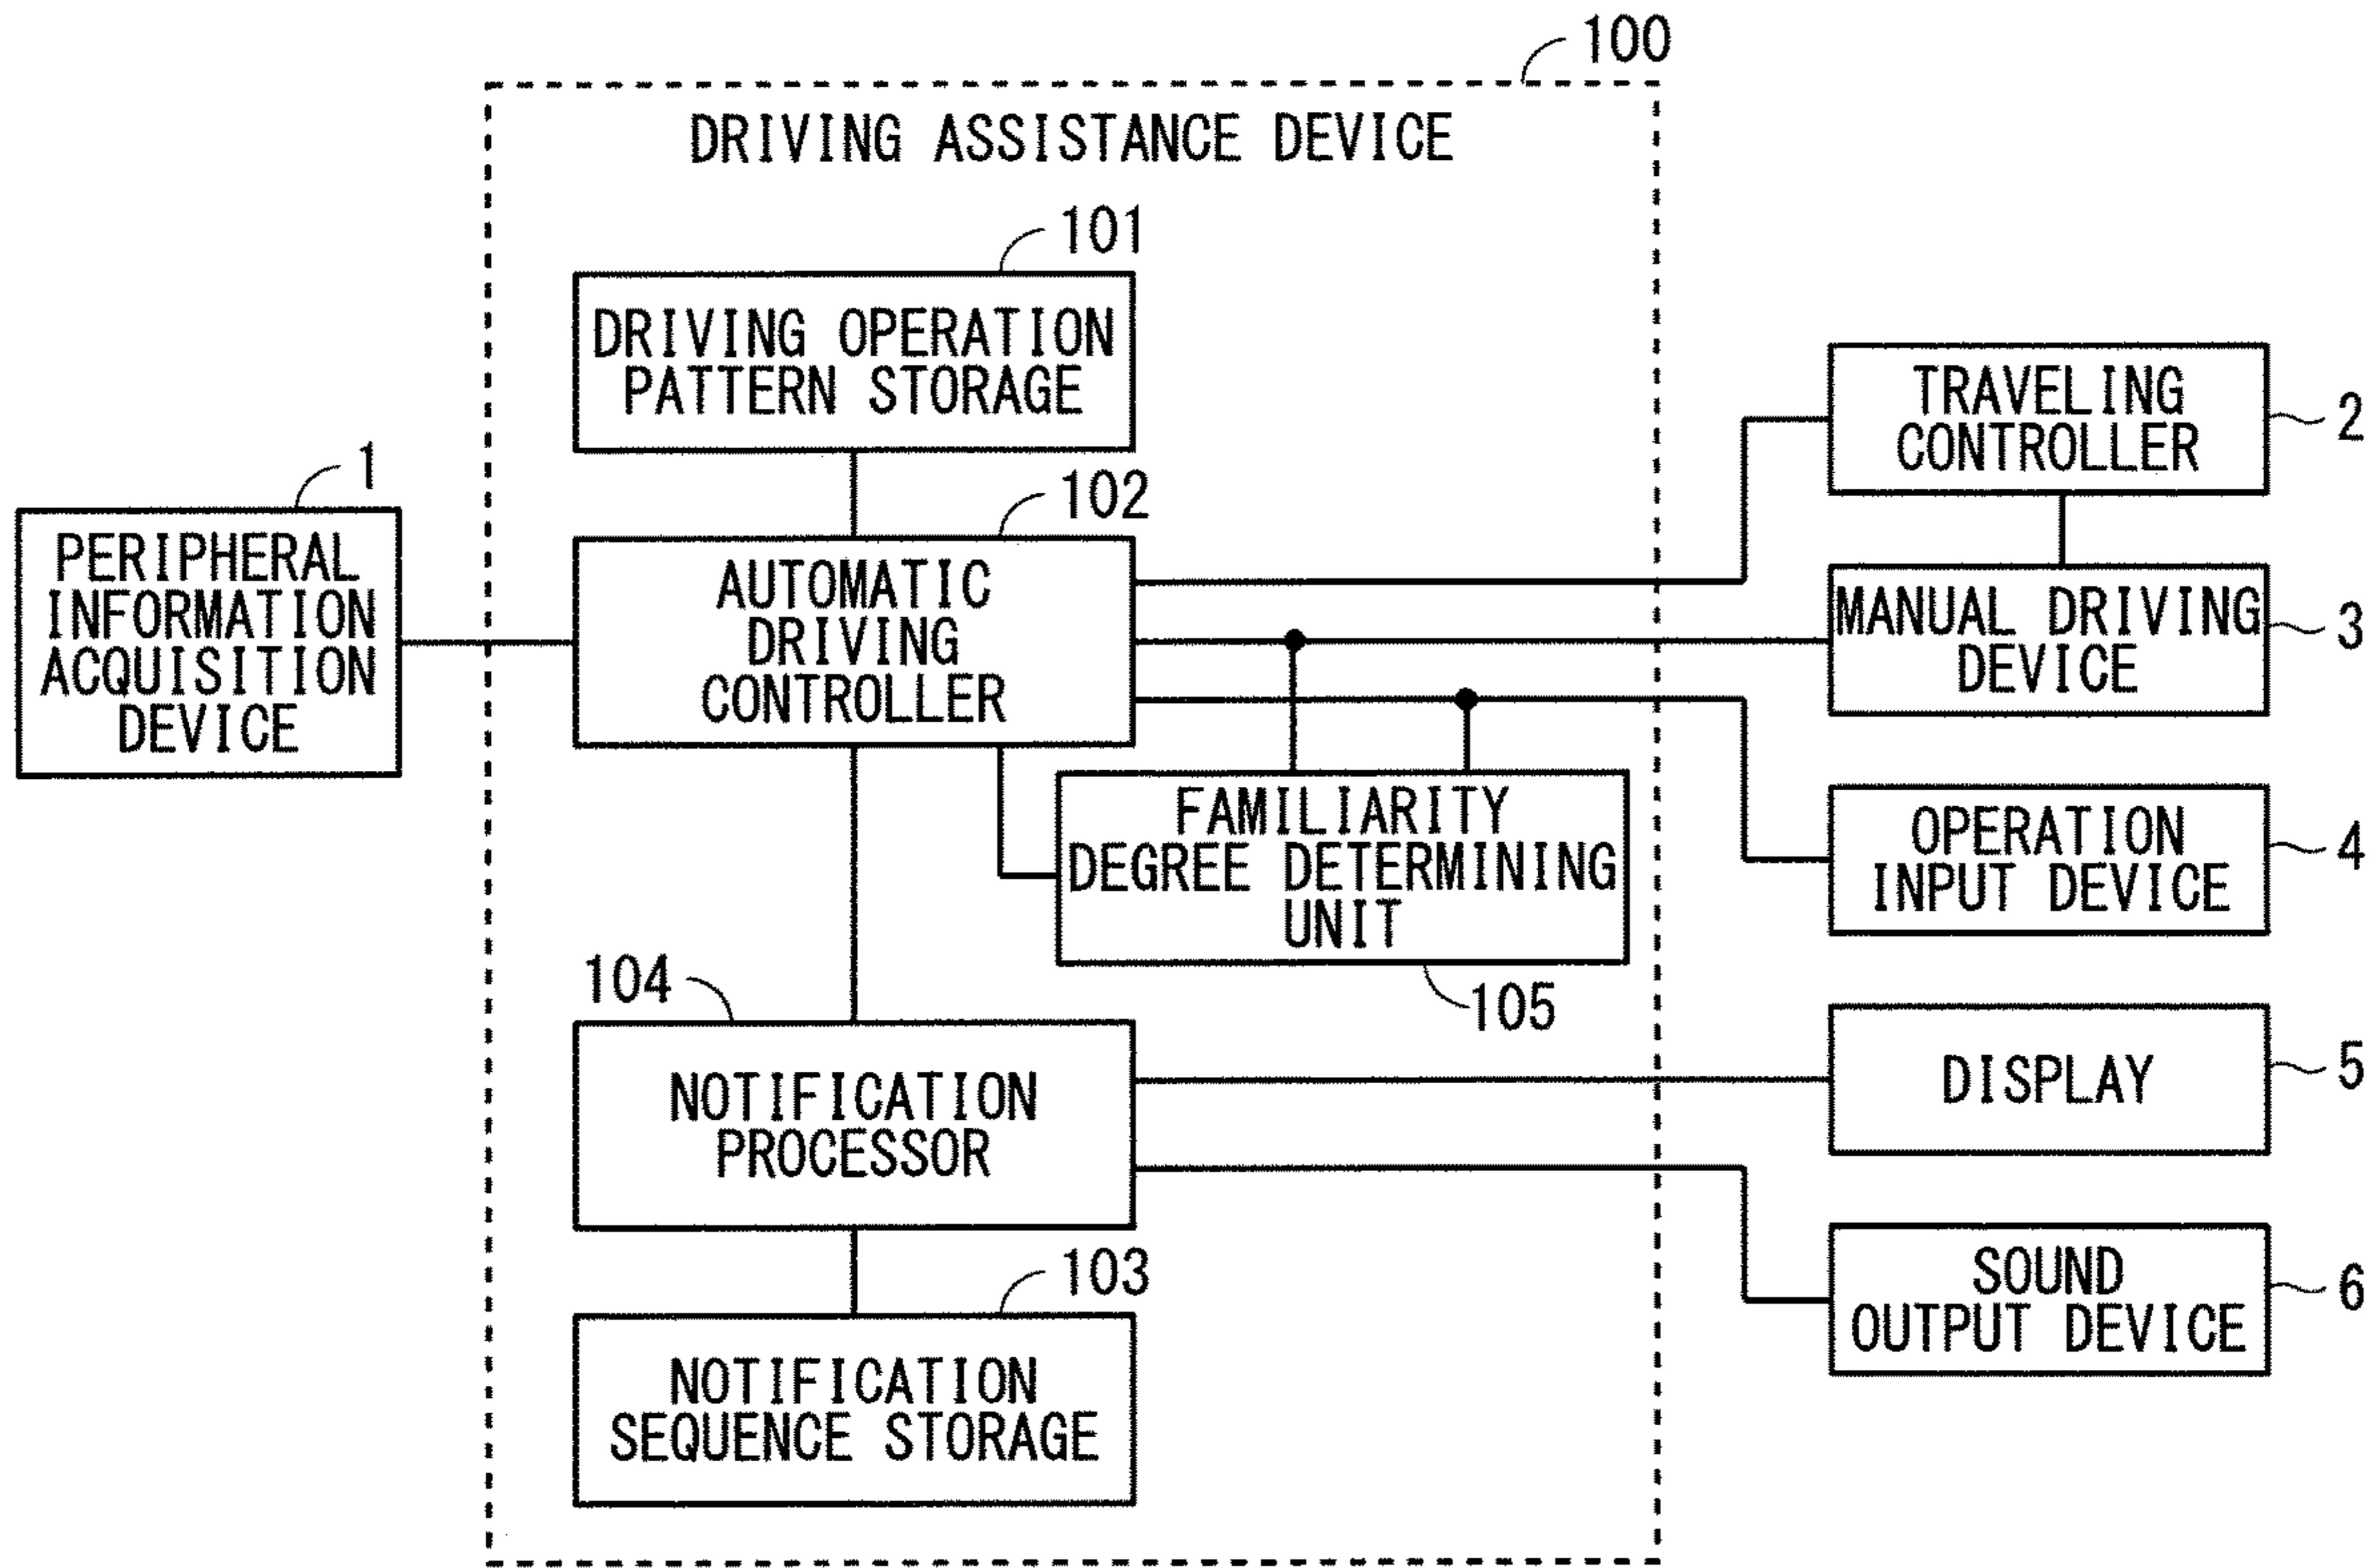 100
DRIVING ASSISTANCE DEVICE
101
DRIVING OPERATION
PATTERN STORAGE
1
PERIPHERAL
INFORMATION
ACQUISITION
DEVICE
102
AUTOMATIC
DRIVING
CONTROLLER
TRAVELING
CONTROLLER
2
MANUAL DRIVING
DEVICE
3
FAMILIARITY
DEGREE DETERMINING
UNIT
105
OPERATION
INPUT DEVICE
4
104
NOTIFICATION
PROCESSOR
DISPLAY
5
103
NOTIFICATION
SEQUENCE STORAGE
SOUND
OUTPUT DEVICE
6